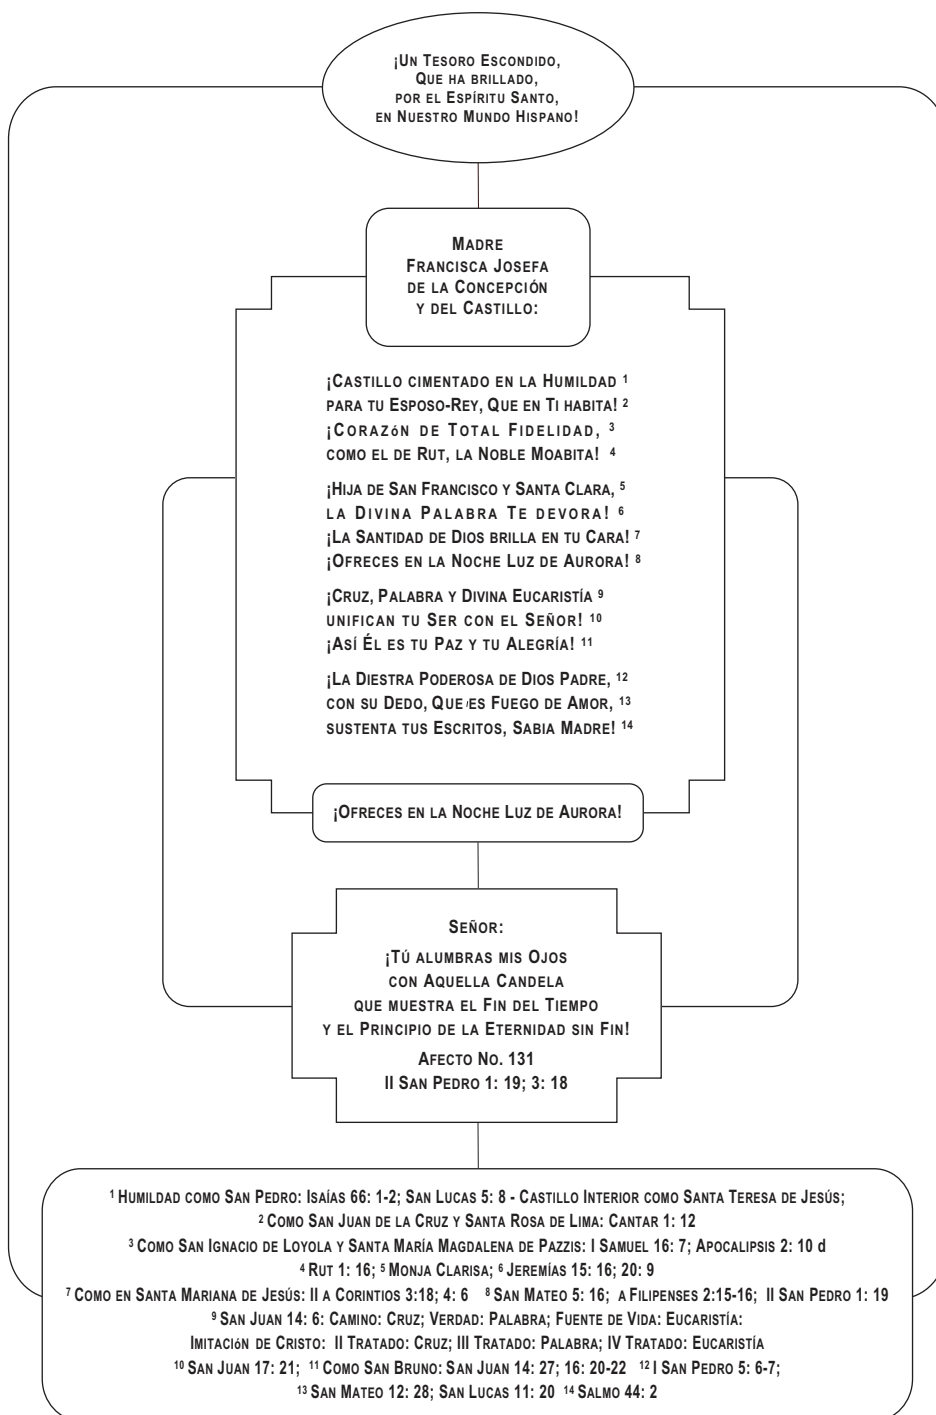 ¡Un Tesoro Escondido,
Que ha brillado,
por el Espíritu Santo,
en Nuestro Mundo Hispano!
Madre
Francisca Josefa
de la Concepción
y del Castillo:
¡Castillo cimentado en la Humildad 1
para tu Esposo-Rey, Que en Ti habita! 2
¡Corazón de Total Fidelidad, 3
como el de Rut, la Noble Moabita! 4
¡Hija de San Francisco y Santa Clara, 5
la Divina Palabra Te devora! 6
¡La Santidad de Dios brilla en tu Cara! 7
¡Ofreces en la Noche Luz de Aurora! 8
¡Cruz, Palabra y Divina Eucaristía 9
unifican tu Ser con el Señor! 10
¡Así Él es tu Paz y tu Alegría! 11
¡La Diestra Poderosa de Dios Padre, 12
con su Dedo, Que es Fuego de Amor, 13
sustenta tus Escritos, Sabia Madre! 14
¡Ofreces en la Noche Luz de Aurora!
Señor:
¡Tú alumbras mis Ojos
con Aquella Candela
que muestra el Fin del Tiempo
y el Principio de la Eternidad sin Fin!
Afecto No. 131
II San Pedro 1: 19; 3: 18
1 Humildad como San Pedro: Isaías 66: 1-2; San Lucas 5: 8 - Castillo Interior como Santa Teresa de Jesús;
2 Como San Juan de la Cruz y Santa Rosa de Lima: Cantar 1: 12
3 Como San Ignacio de Loyola y Santa María Magdalena de Pazzis: I Samuel 16: 7; Apocalipsis 2: 10 d
4 Rut 1: 16; 5 Monja Clarisa; 6 Jeremías 15: 16; 20: 9
7 Como en Santa Mariana de Jesús: II a Corintios 3:18; 4: 6 8 San Mateo 5: 16; a Filipenses 2:15-16; II San Pedro 1: 19
9 San Juan 14: 6: Camino: Cruz; Verdad: Palabra; Fuente de Vida: Eucaristía:
Imitación de Cristo: II Tratado: Cruz; III Tratado: Palabra; IV Tratado: Eucaristía
10 San Juan 17: 21; 11 Como San Bruno: San Juan 14: 27; 16: 20-22 12 I San Pedro 5: 6-7;
13 San Mateo 12: 28; San Lucas 11: 20 14 Salmo 44: 2